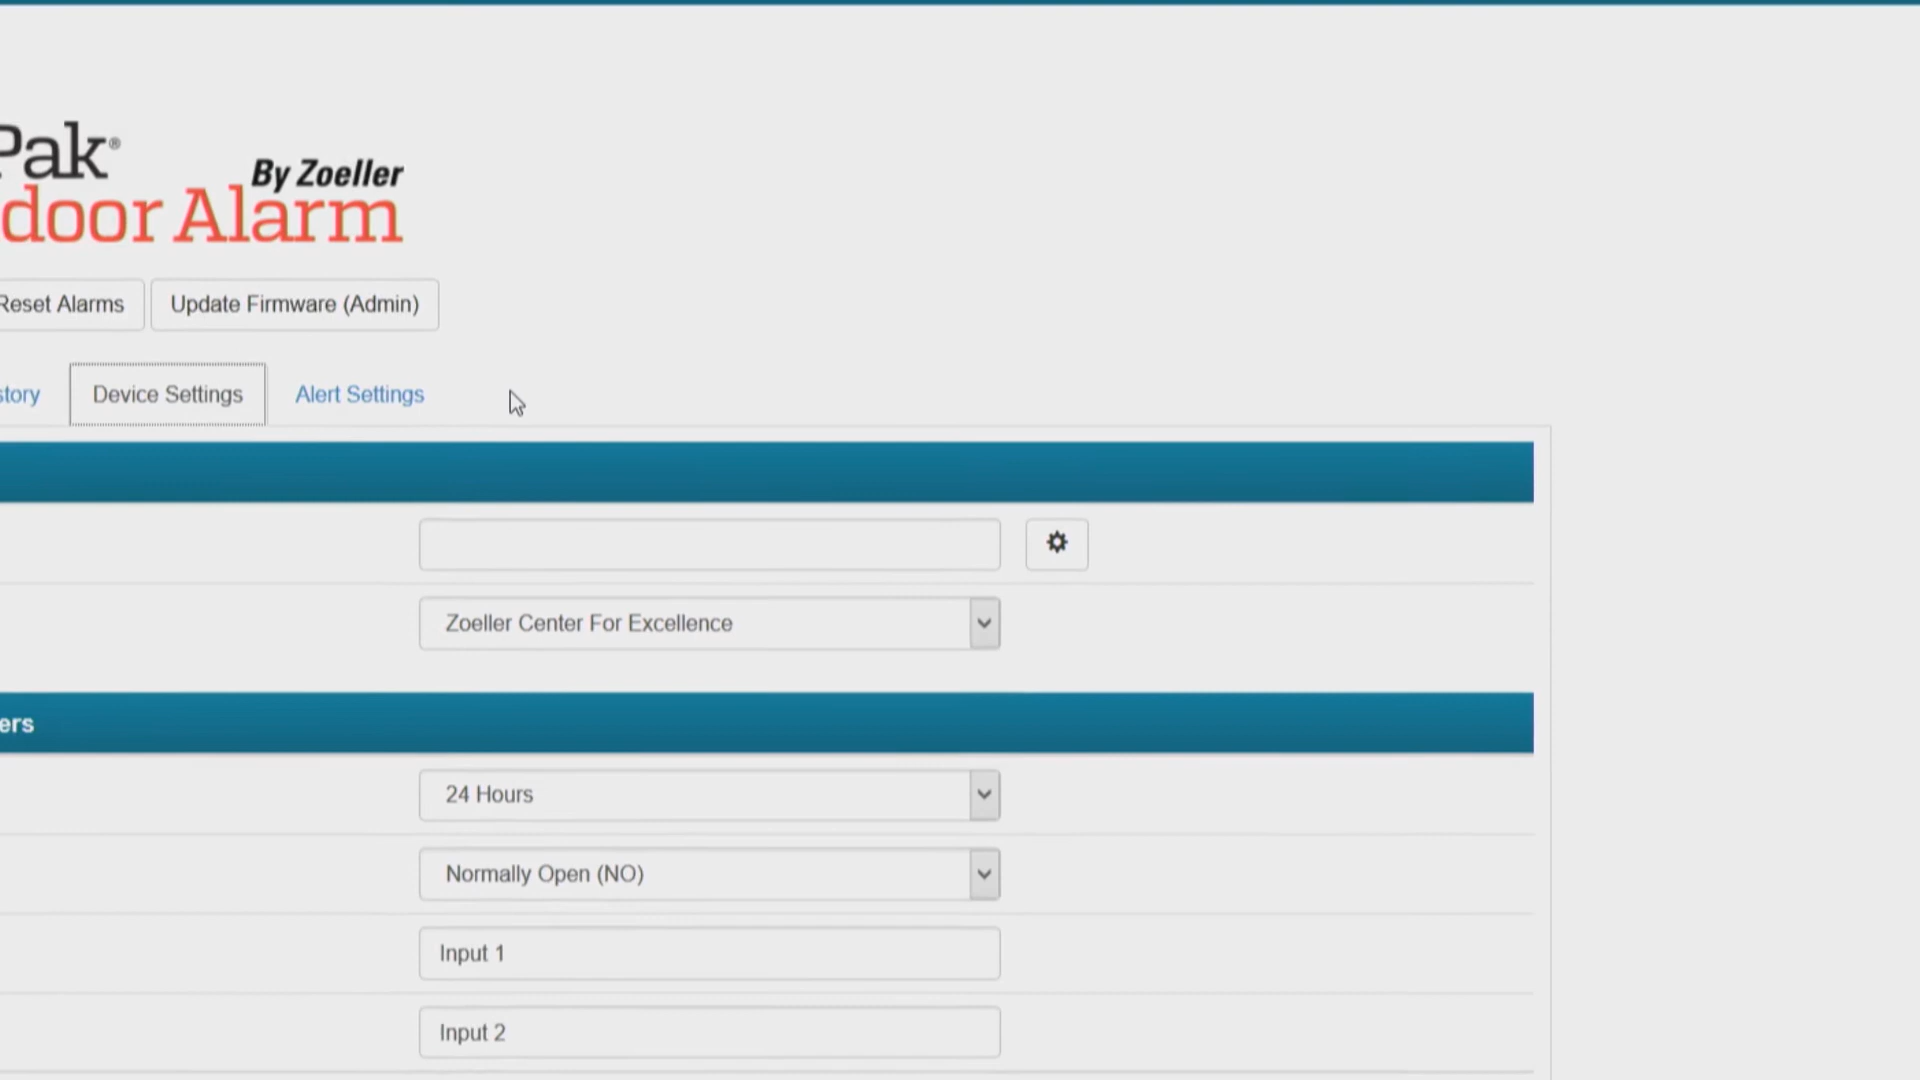 Pak®
By Zoeller
door Alarm
Reset Alarms
Update Firmware (Admin)
story
Device Settings
Alert Settings
Zoeller Center For Excellence
ers
24 Hours
Normally Open (NO)
Input 1
Input 2